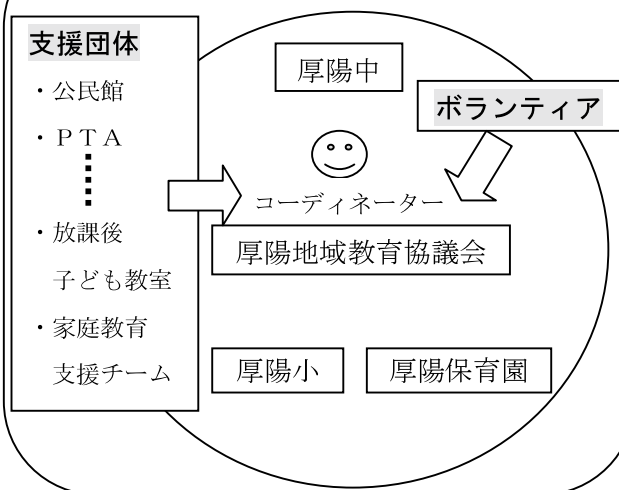 支援団体
・公民館
・ＰＴＡ
・放課後
子ども教室
・家庭教育
支援チーム
厚陽中
ボランティア
コーディネーター
厚陽地域教育協議会
厚陽小
厚陽保育園